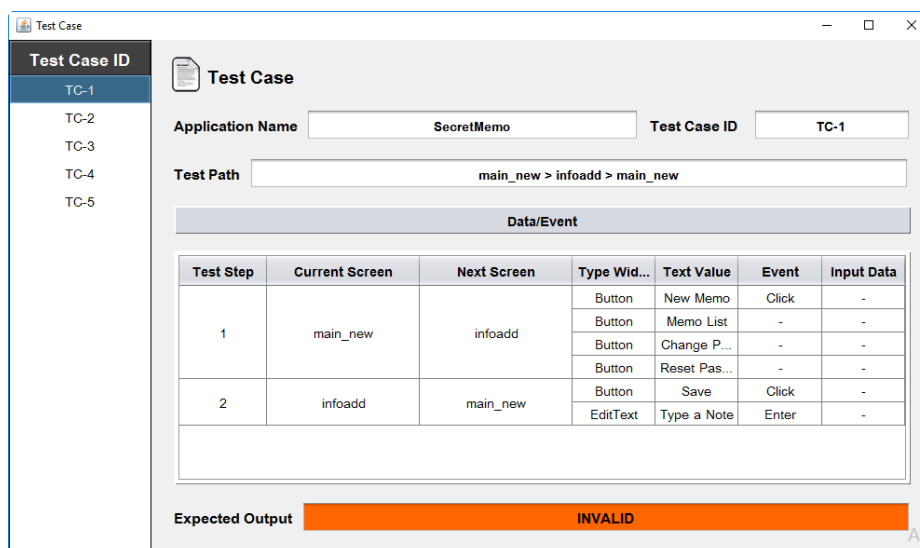 Test Case
Test Case ID
TC-1
TC-2
TC-3
TC-4
TC-5
Test Case
Application Name SecretMemo Test Case ID TC-1
Test Path main_new > infoadd > main_new
Data/Event
Test Step Current Screen Next Screen Type Wid... Text Value Event Input Data
1 main_new infoadd Button New Memo Click -
Button Memo List - -
Button Change P... - -
Button Reset Pas... - -
2 infoadd main_new Button Save Click -
EditText Type a Note Enter -
Expected Output INVALID
A